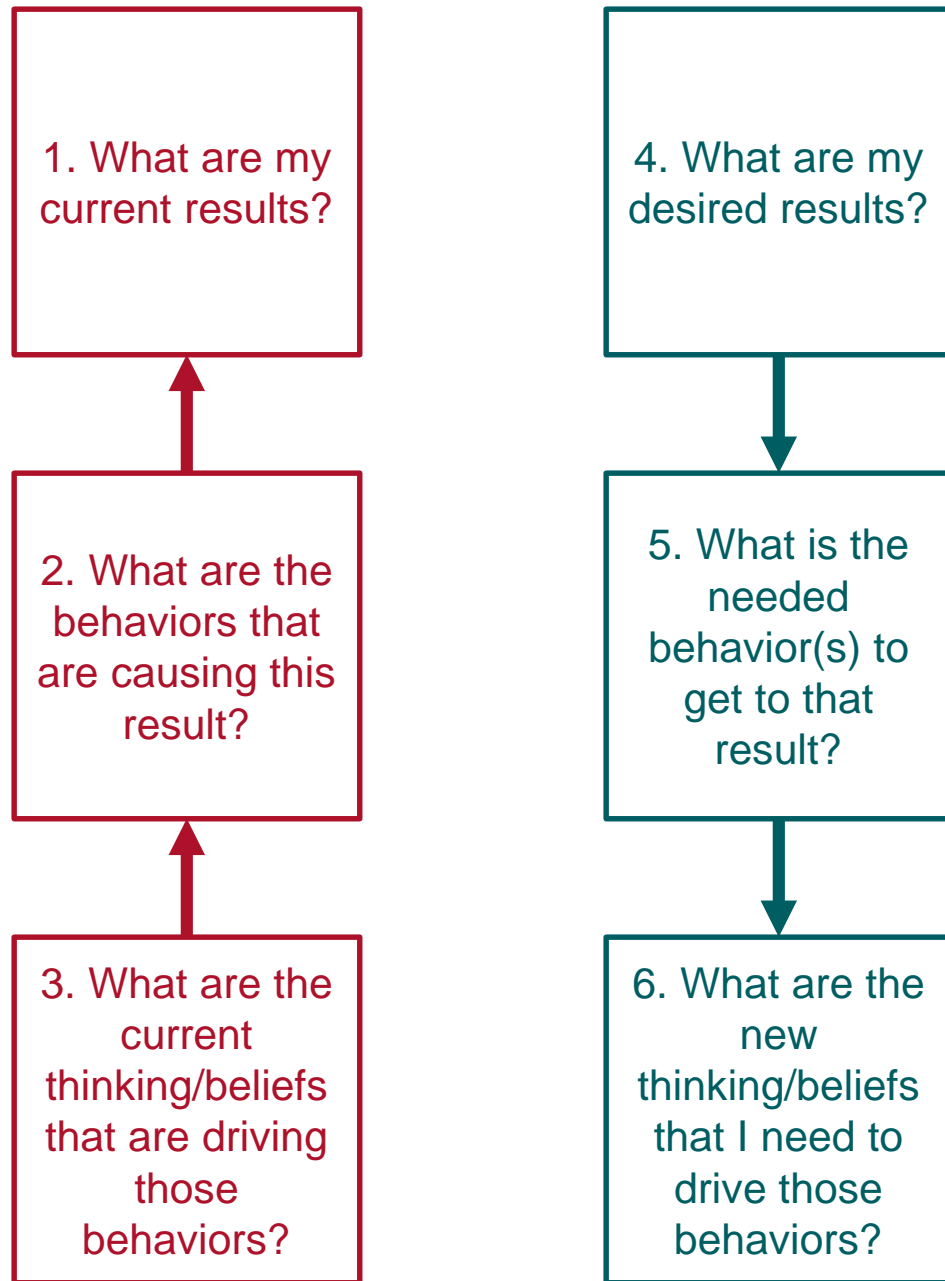 1. What are my
current results?
2. What are the
behaviors that
are causing this
result?
3. What are the
current
thinking/beliefs
that are driving
those
behaviors?
4. What are my
desired results?
5. What is the
needed
behavior(s) to
get to that
result?
6. What are the
new
thinking/beliefs
that I need to
drive those
behaviors?